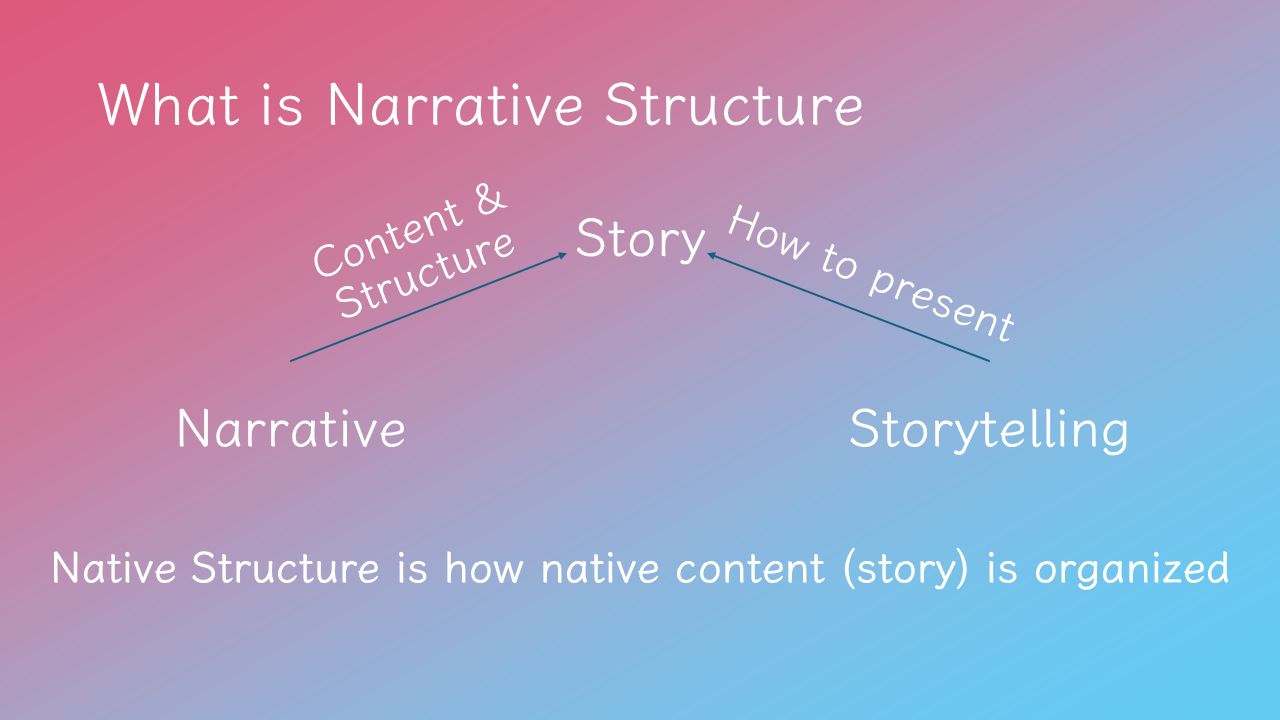 What is Narrative Structure
Content &
Structure
Story
How to present
Narrative
Storytelling
Native Structure is how native content (story) is organized